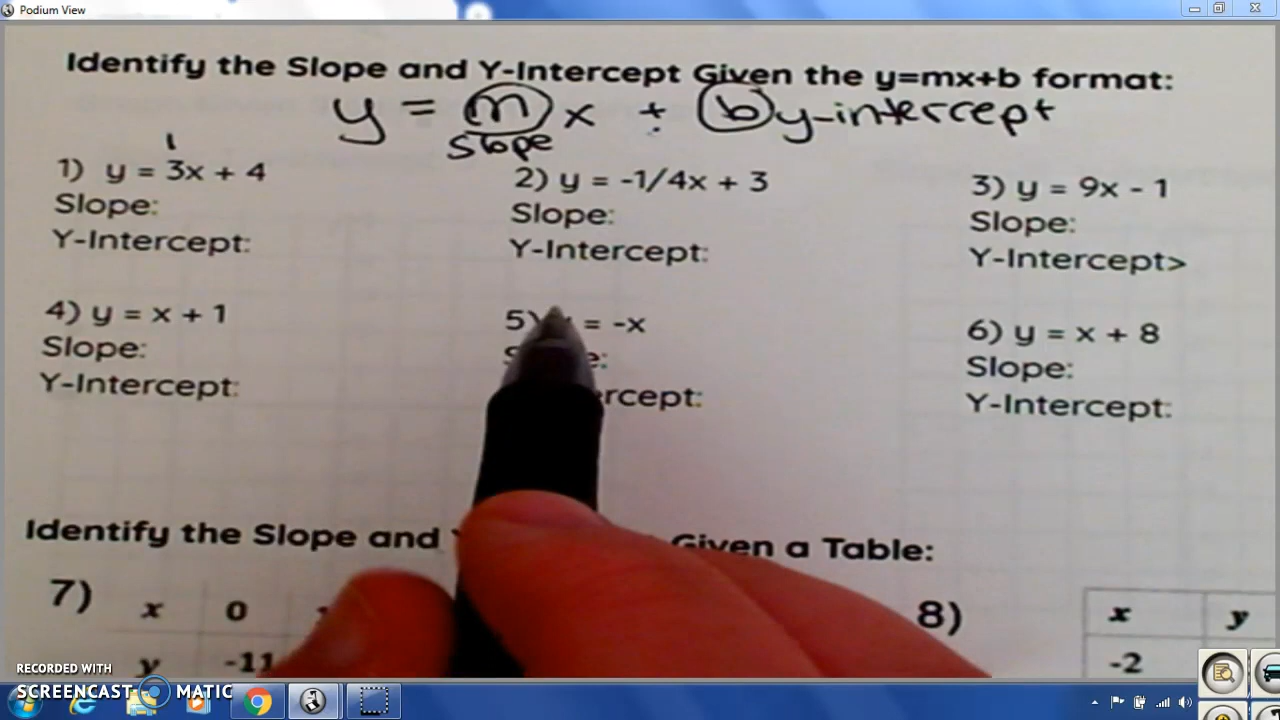 Podium View
Identify the Slope and Y-Intercept Given the y=mx+b format:
y = m x + b y-intercept
slope
1) y = 3x + 4
Slope:
Y-Intercept:
2) y = -1/4x + 3
Slope:
Y-Intercept:
3) y = 9x - 1
Slope:
Y-Intercept>
4) y = x + 1
Slope:
Y-Intercept:
5) = -x
rcept:
6) y = x + 8
Slope:
Y-Intercept:
Identify the Slope and Given a Table:
7)
x 0
y -11
8)
x y
-2
RECORDED WITH
SCREENCAST MATIC